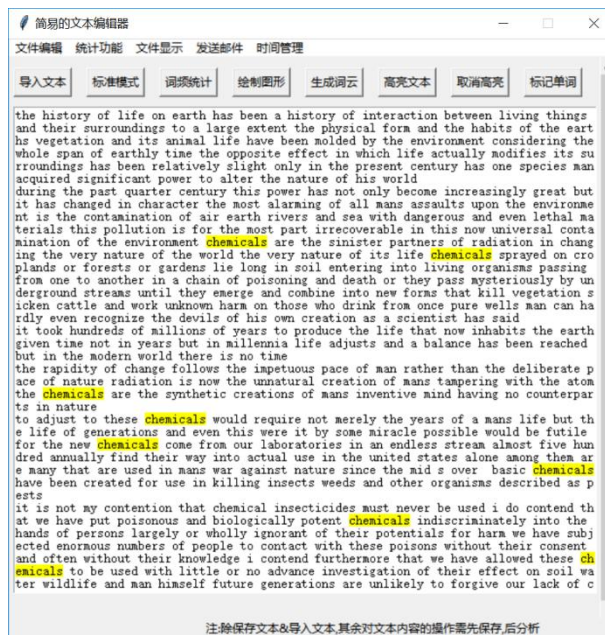 简易的文本编辑器
文件编辑 统计功能 文件显示 发送邮件 时间管理
导入文本 标准模式 词频统计 绘制图形 生成词云 高亮文本 取消高亮 标记单词
the history of life on earth has been a history of interaction between living things
and their surroundings to a large extent the physical form and the habits of the eart
hs vegetation and its animal life have been molded by the environment considering the
whole span of earthly time the opposite effect in which life actually modifies its su
rroundings has been relatively slight only in the present century has one species man
acquired significant power to alter the nature of his world
during the past quarter century this power has not only become increasingly great but
it has changed in character the most alarming of all mans assaults upon the environme
nt is the contamination of air earth rivers and sea with dangerous and even lethal ma
terials this pollution is for the most part irrecoverable in this now universal conta
mination of the environment chemicals are the sinister partners of radiation in chang
ing the very nature of the world the very nature of its life chemicals sprayed on cro
plands or forests or gardens lie long in soil entering into living organisms passing
from one to another in a chain of poisoning and death or they pass mysteriously by un
derground streams until they emerge and combine into new forms that kill vegetation s
icken cattle and work unknown harm on those who drink from once pure wells man can ha
rdly even recognize the devils of his own creation as a scientist has said
it took hundreds of millions of years to produce the life that now inhabits the earth
given time not in years but in millennia life adjusts and a balance has been reached
but in the modern world there is no time
the rapidity of change follows the impetuous pace of man rather than the deliberate p
ace of nature radiation is now the unnatural creation of mans tampering with the atom
the chemicals are the synthetic creations of mans inventive mind having no counterpar
ts in nature
to adjust to these chemicals would require not merely the years of a mans life but th
e life of generations and even this were it by some miracle possible would be futile
for the new chemicals come from our laboratories in an endless stream almost five hun
dred annually find their way into actual use in the united states alone among them ar
e many that are used in mans war against nature since the mid s over basic chemicals
have been created for use in killing insects weeds and other organisms described as p
ests
it is not my contention that chemical insecticides must never be used i do contend th
at we have put poisonous and biologically potent chemicals indiscriminately into the
hands of persons largely or wholly ignorant of their potentials for harm we have subj
ected enormous numbers of people to contact with these poisons without their consent
and often without their knowledge i contend furthermore that we have allowed these ch
emicals to be used with little or no advance investigation of their effect on soil wa
ter wildlife and man himself future generations are unlikely to forgive our lack of c
注:除保存文本&导入文本,其余对文本内容的操作需先保存,后分析